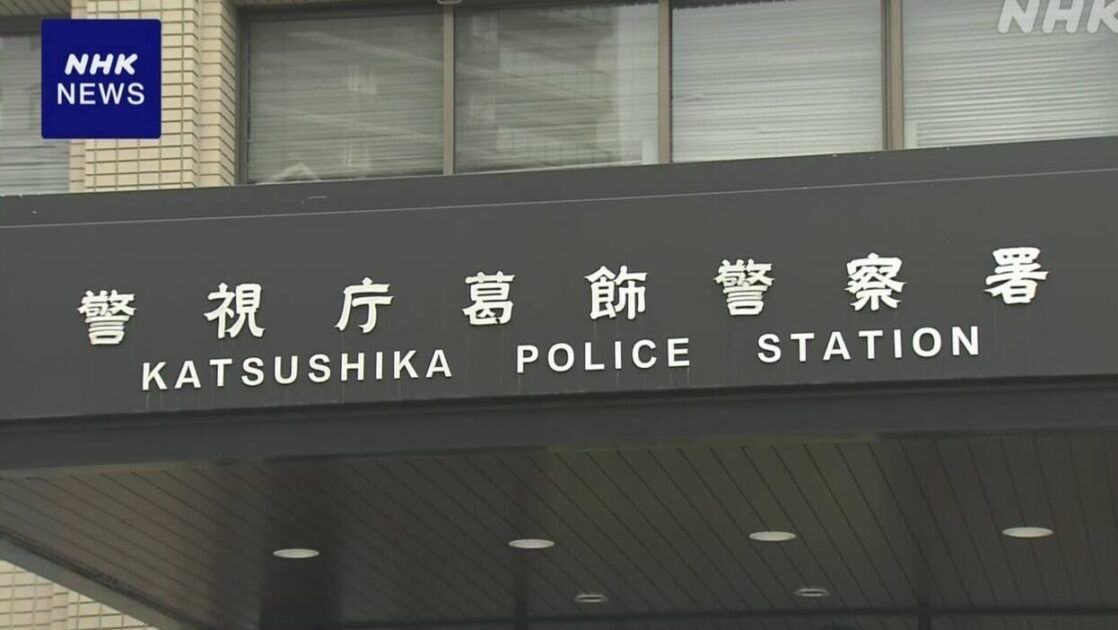 NHK
NEWS
NHK
警視庁葛飾警察署
KATSUSHIKA POLICE STATION